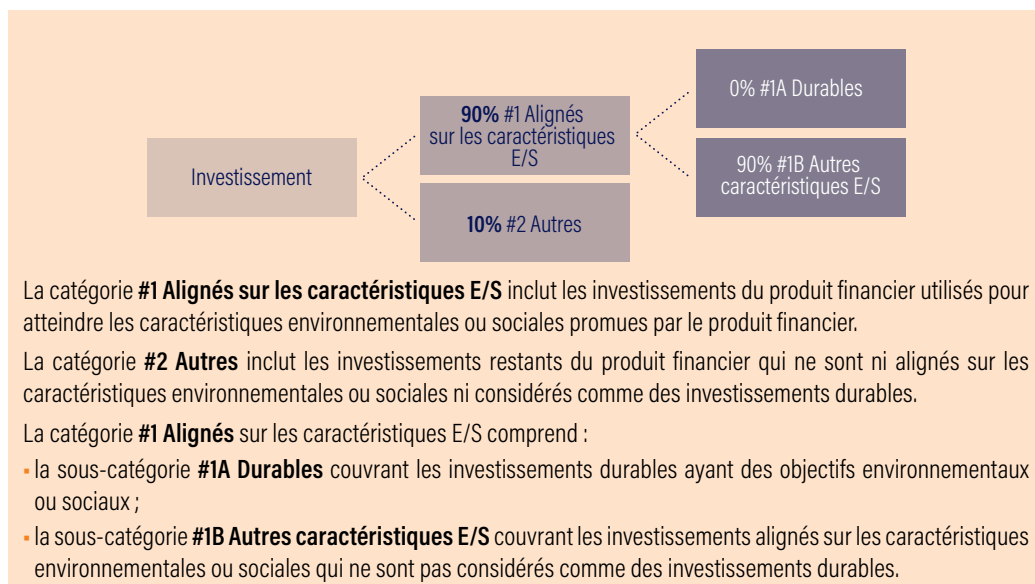 0% #1A Durables
90% #1 Alignés
sur les caractéristiques
E/S
Investissement
90% #1B Autres
caractéristiques E/S
10% #2 Autres
La catégorie #1 Alignés sur les caractéristiques E/S inclut les investissements du produit financier utilisés pour
atteindre les caractéristiques environnementales ou sociales promues par le produit financier.
La catégorie #2 Autres inclut les investissements restants du produit financier qui ne sont ni alignés sur les
caractéristiques environnementales ou sociales ni considérés comme des investissements durables.
La catégorie #1 Alignés sur les caractéristiques E/S comprend :
▪ la sous-catégorie #1A Durables couvrant les investissements durables ayant des objectifs environnementaux
ou sociaux ;
▪ la sous-catégorie #1B Autres caractéristiques E/S couvrant les investissements alignés sur les caractéristiques
environnementales ou sociales qui ne sont pas considérés comme des investissements durables.